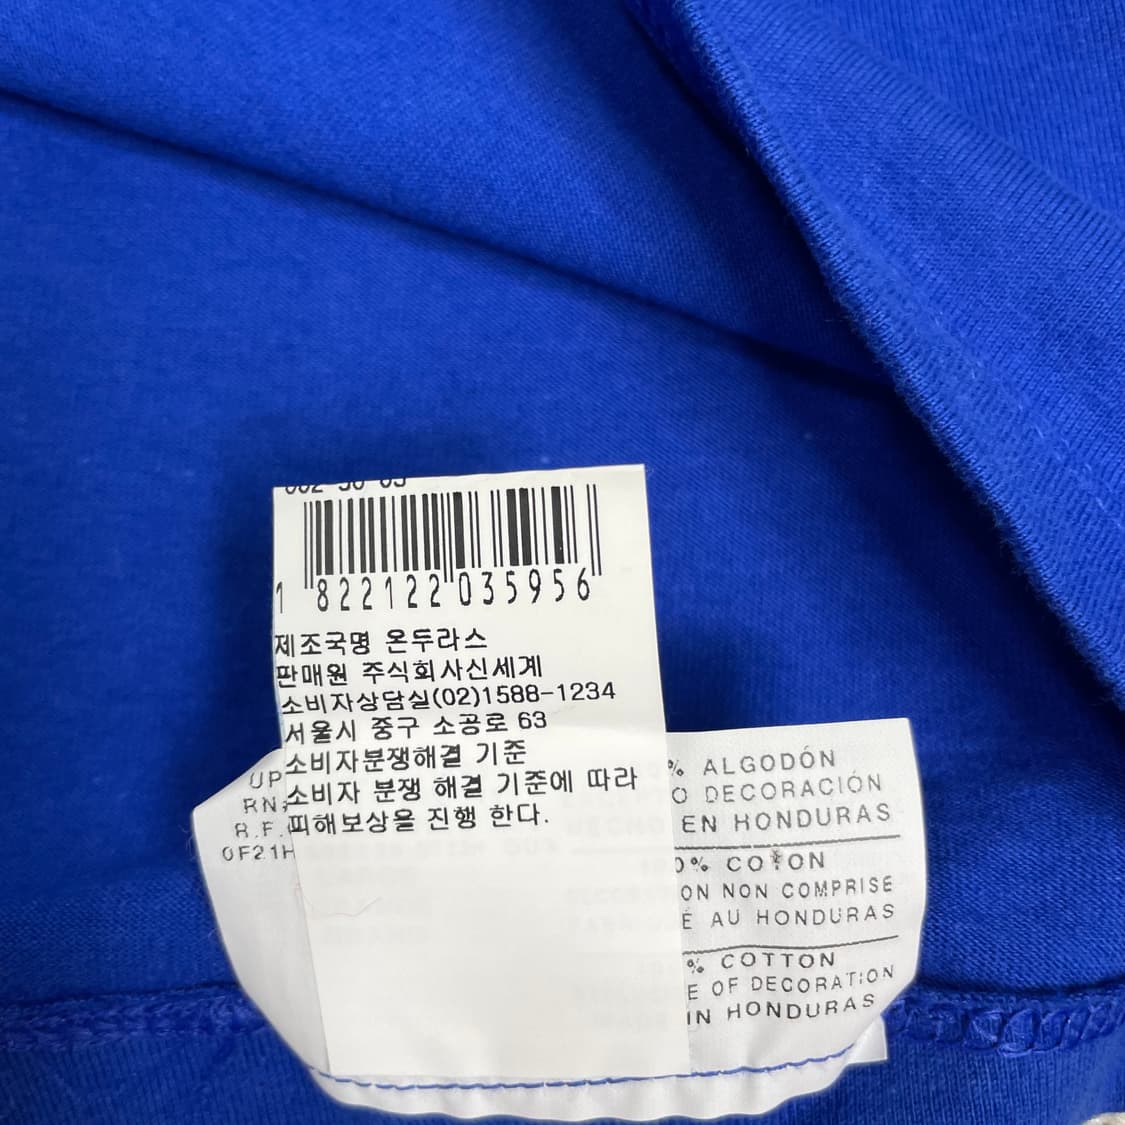 1 822122 035956
제조국명 온두라스
판매원 주식회사신세계
소비자상담실(02)1588-1234
서울시 중구 소공로 63
소비자분쟁해결 기준
소비자 분쟁 해결 기준에 따라
피해보상을 진행 한다.
UP
RN
R.F.
0F21H
% ALGODÓN
O DECORACIÓN
EN HONDURAS
0% COTON
ON NON COMPRISE
É AU HONDURAS
% COTTON
E OF DECORATION
IN HONDURAS